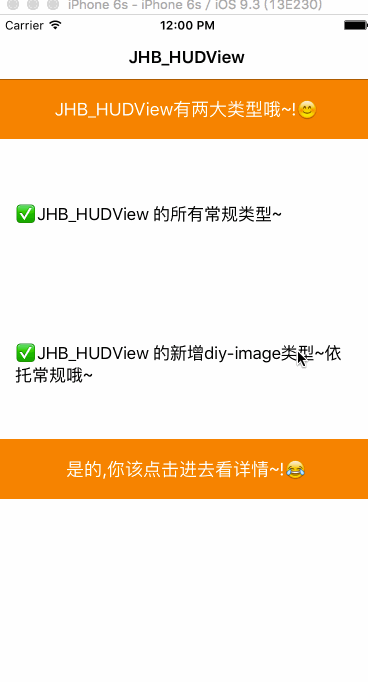 iPhone 6s - iPhone 6s / iOS 9.3 (13E230)
Carrier 12:00 PM
JHB_HUDView
JHB_HUDView有两大类型哦~!😊
✅JHB_HUDView 的所有常规类型~
✅JHB_HUDView 的新增diy-image类型~依
托常规哦~
是的,你该点击进去看详情~!😂